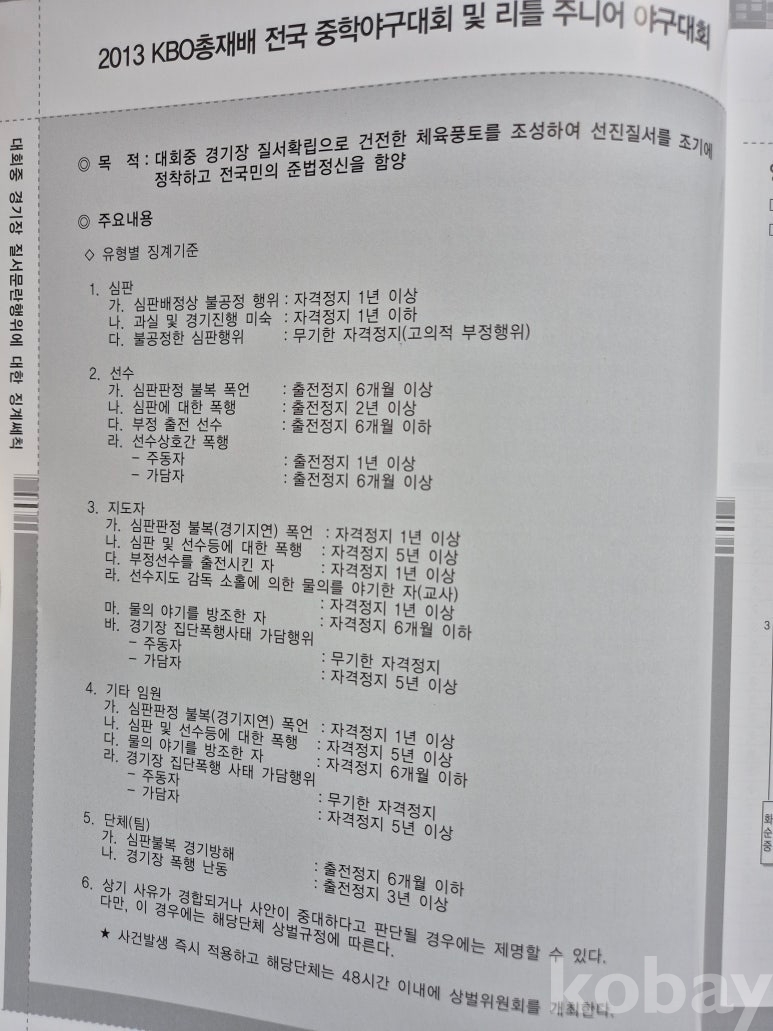 2013 KBO총재배 전국 중학야구대회 및 리틀 주니어 야구대회
대회중 경기장 질서문란행위에 대한 징계쎄칙
◎ 목 적 : 대회중 경기장 질서확립으로 건전한 체육풍토를 조성하여 선진질서를 조기에
정착하고 전국민의 준법정신을 함양
◎ 주요내용
◇ 유형별 징계기준
1. 심판
가. 심판배정상 불공정 행위 : 자격정지 1년 이상
나. 과실 및 경기진행 미숙 : 자격정지 1년 이하
다. 불공정한 심판행위 : 무기한 자격정지(고의적 부정행위)
2. 선수
가. 심판판정 불복 폭언 : 출전정지 6개월 이상
나. 심판에 대한 폭행 : 출전정지 2년 이상
다. 부정 출전 선수 : 출전정지 6개월 이하
라. 선수상호간 폭행
- 주동자 : 출전정지 1년 이상
- 가담자 : 출전정지 6개월 이상
3. 지도자
가. 심판판정 불복(경기지연) 폭언 : 자격정지 1년 이상
나. 심판 및 선수등에 대한 폭행 : 자격정지 5년 이상
다. 부정선수를 출전시킨 자 : 자격정지 1년 이상
라. 선수지도 감독 소홀에 의한 물의를 야기한 자(교사)
: 자격정지 1년 이상
마. 물의 야기를 방조한 자 : 자격정지 6개월 이하
바. 경기장 집단폭행사태 가담행위
- 주동자 : 무기한 자격정지
- 가담자 : 자격정지 5년 이상
4. 기타 임원
가. 심판판정 불복(경기지연) 폭언 : 자격정지 1년 이상
나. 심판 및 선수등에 대한 폭행 : 자격정지 5년 이상
다. 물의 야기를 방조한 자 : 자격정지 6개월 이하
라. 경기장 집단폭행 사태 가담행위
- 주동자 : 무기한 자격정지
- 가담자 : 자격정지 5년 이상
5. 단체(팀)
가. 심판불복 경기방해 : 출전정지 6개월 이하
나. 경기장 폭행 난동 : 출전정지 3년 이상
6. 상기 사유가 경합되거나 사안이 중대하다고 판단될 경우에는 제명할 수 있다.
다만, 이 경우에는 해당단체 상벌규정에 따른다.
★ 사건발생 즉시 적용하고 해당단체는 48시간 이내에 상벌위원회를 개최한다.
3
화순중
kobay